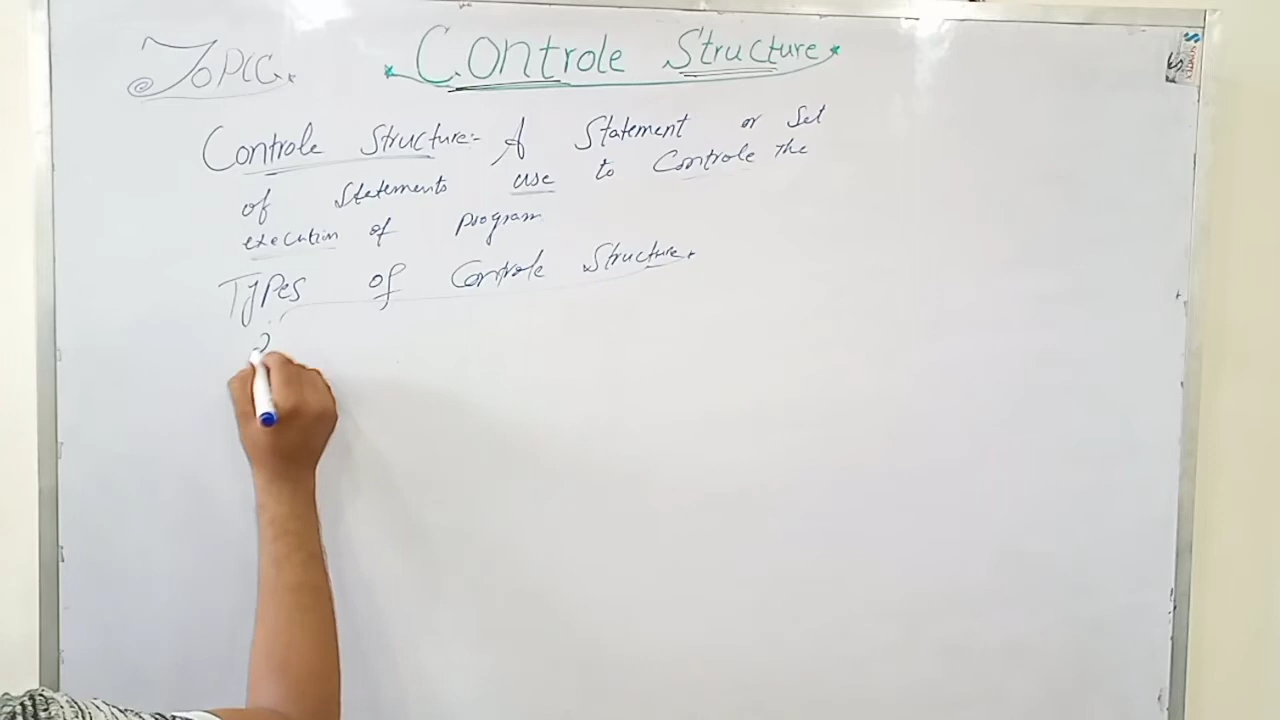 Topic.
Controle Structure
Controle Structure:- A Statement or Set
of Statements use to Controle the
execution of program
Types of Controle Structure.